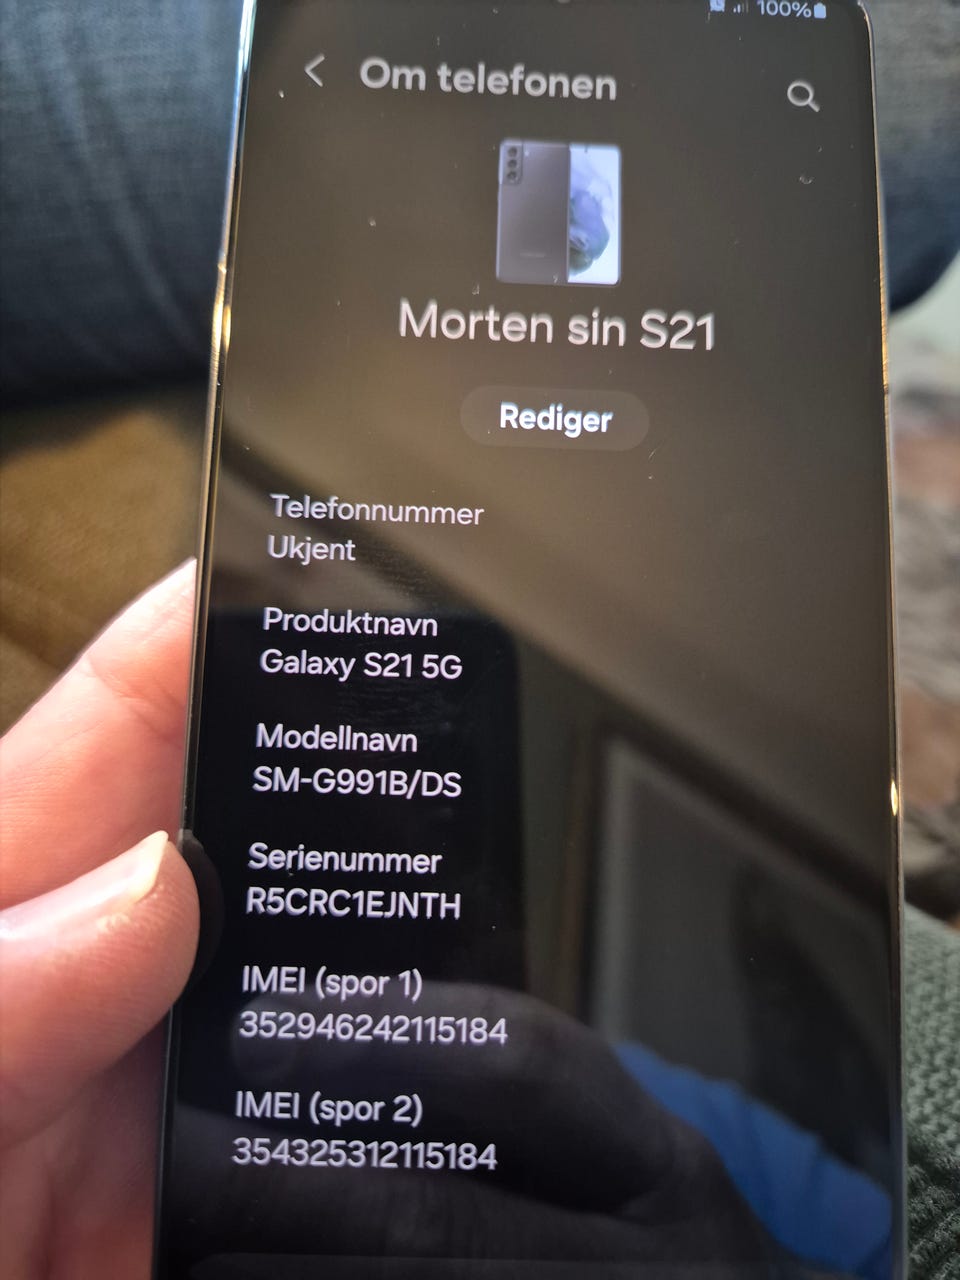 100%
Om telefonen
Morten sin S21
Rediger
Telefonnummer
Ukjent
Produktnavn
Galaxy S21 5G
Modellnavn
SM-G991B/DS
Serienummer
R5CRC1EJNTH
IMEI (spor 1)
352946242115184
IMEI (spor 2)
354325312115184